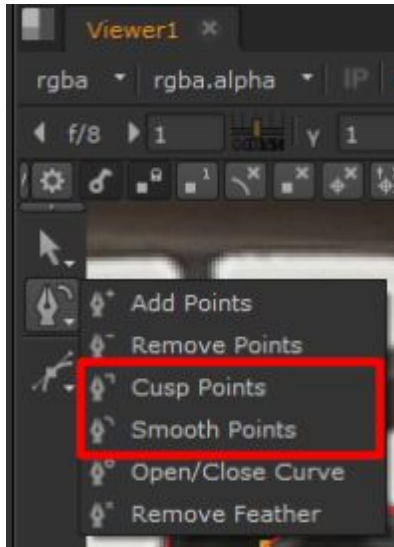 Viewer1
rgba rgba.alpha IP
f/8 1 γ 1
Add Points
Remove Points
Cusp Points
Smooth Points
Open/Close Curve
Remove Feather